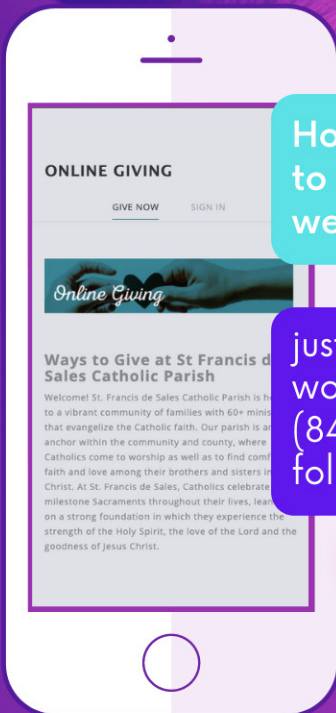 ONLINE GIVING
GIVE NOW SIGN IN
Online Giving
Ways to Give at St Francis d
Sales Catholic Parish
Welcome! St. Francis de Sales Catholic Parish is h
to a vibrant community of families with 60+ minis
that evangelize the Catholic faith. Our parish is a
anchor within the community and county, where
Catholics come to worship as well as to find comf
faith and love among their brothers and sisters in
Christ. At St. Francis de Sales, Catholics celebrate
milestone Sacraments throughout their lives, lean
on a strong foundation in which they experience the
strength of the Holy Spirit, the love of the Lord and the
goodness of Jesus Christ.
Ho
to
we
just
wo
(84
fol